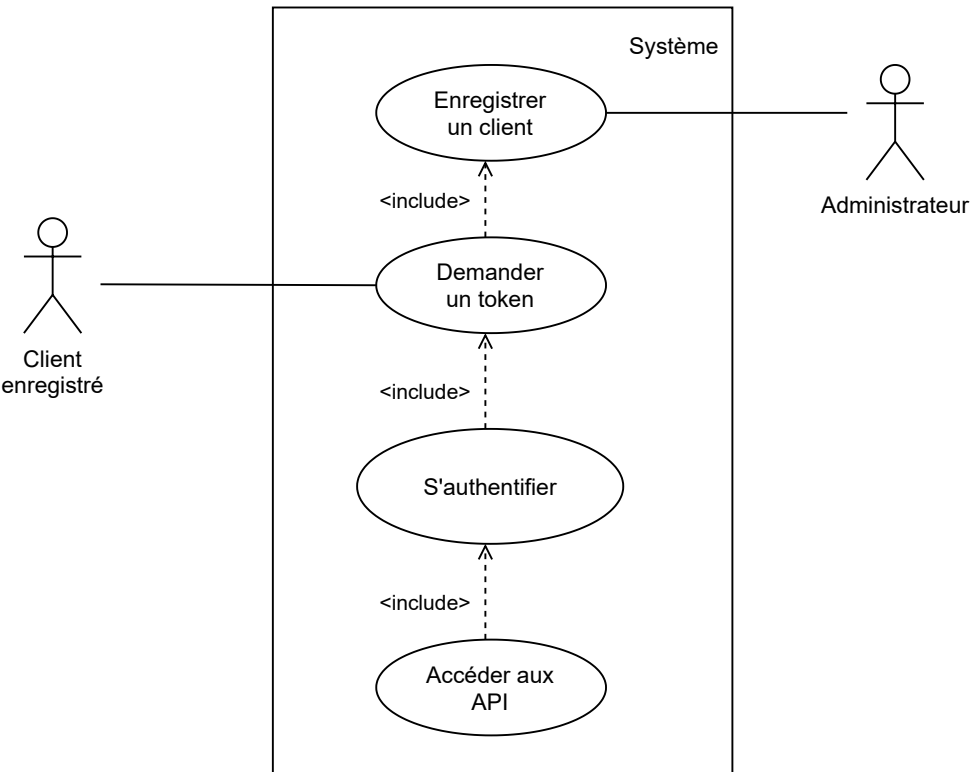 Système
Enregistrer
un client
<include>
Administrateur
Demander
un token
Client
enregistré
<include>
S'authentifier
<include>
Accéder aux
API